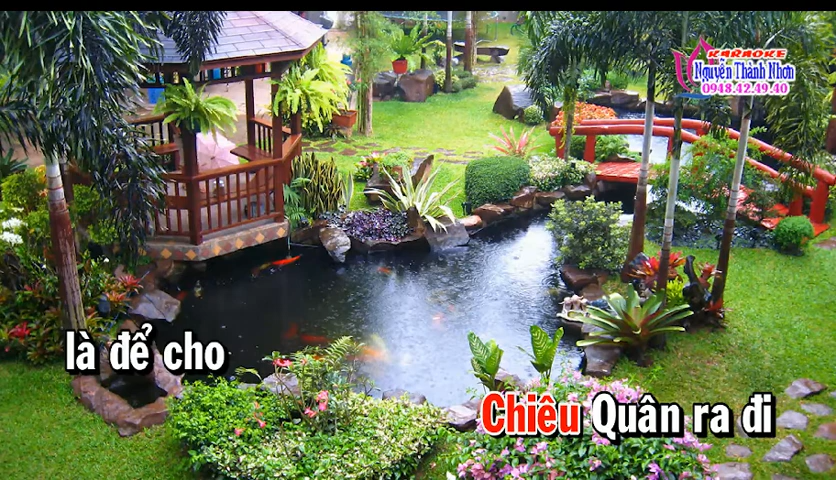 KARAOKE
Nguyễn Thành Nhơn
0948.42.49.40
là để cho
Chiêu Quân ra đi